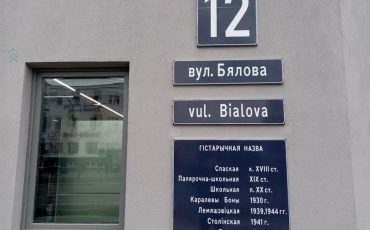 12
вул. Бялова
vul. Bialova
ГІСТАРЫЧНАЯ НАЗВА
Спаская к. XVIII ст.
Папярочна-школьная XIX ст.
Школьная п. XX ст.
Каралевы Боны 1930 г.
Лемяшэвіцкая 1939,1944 гг.
Столінская 1941 г.